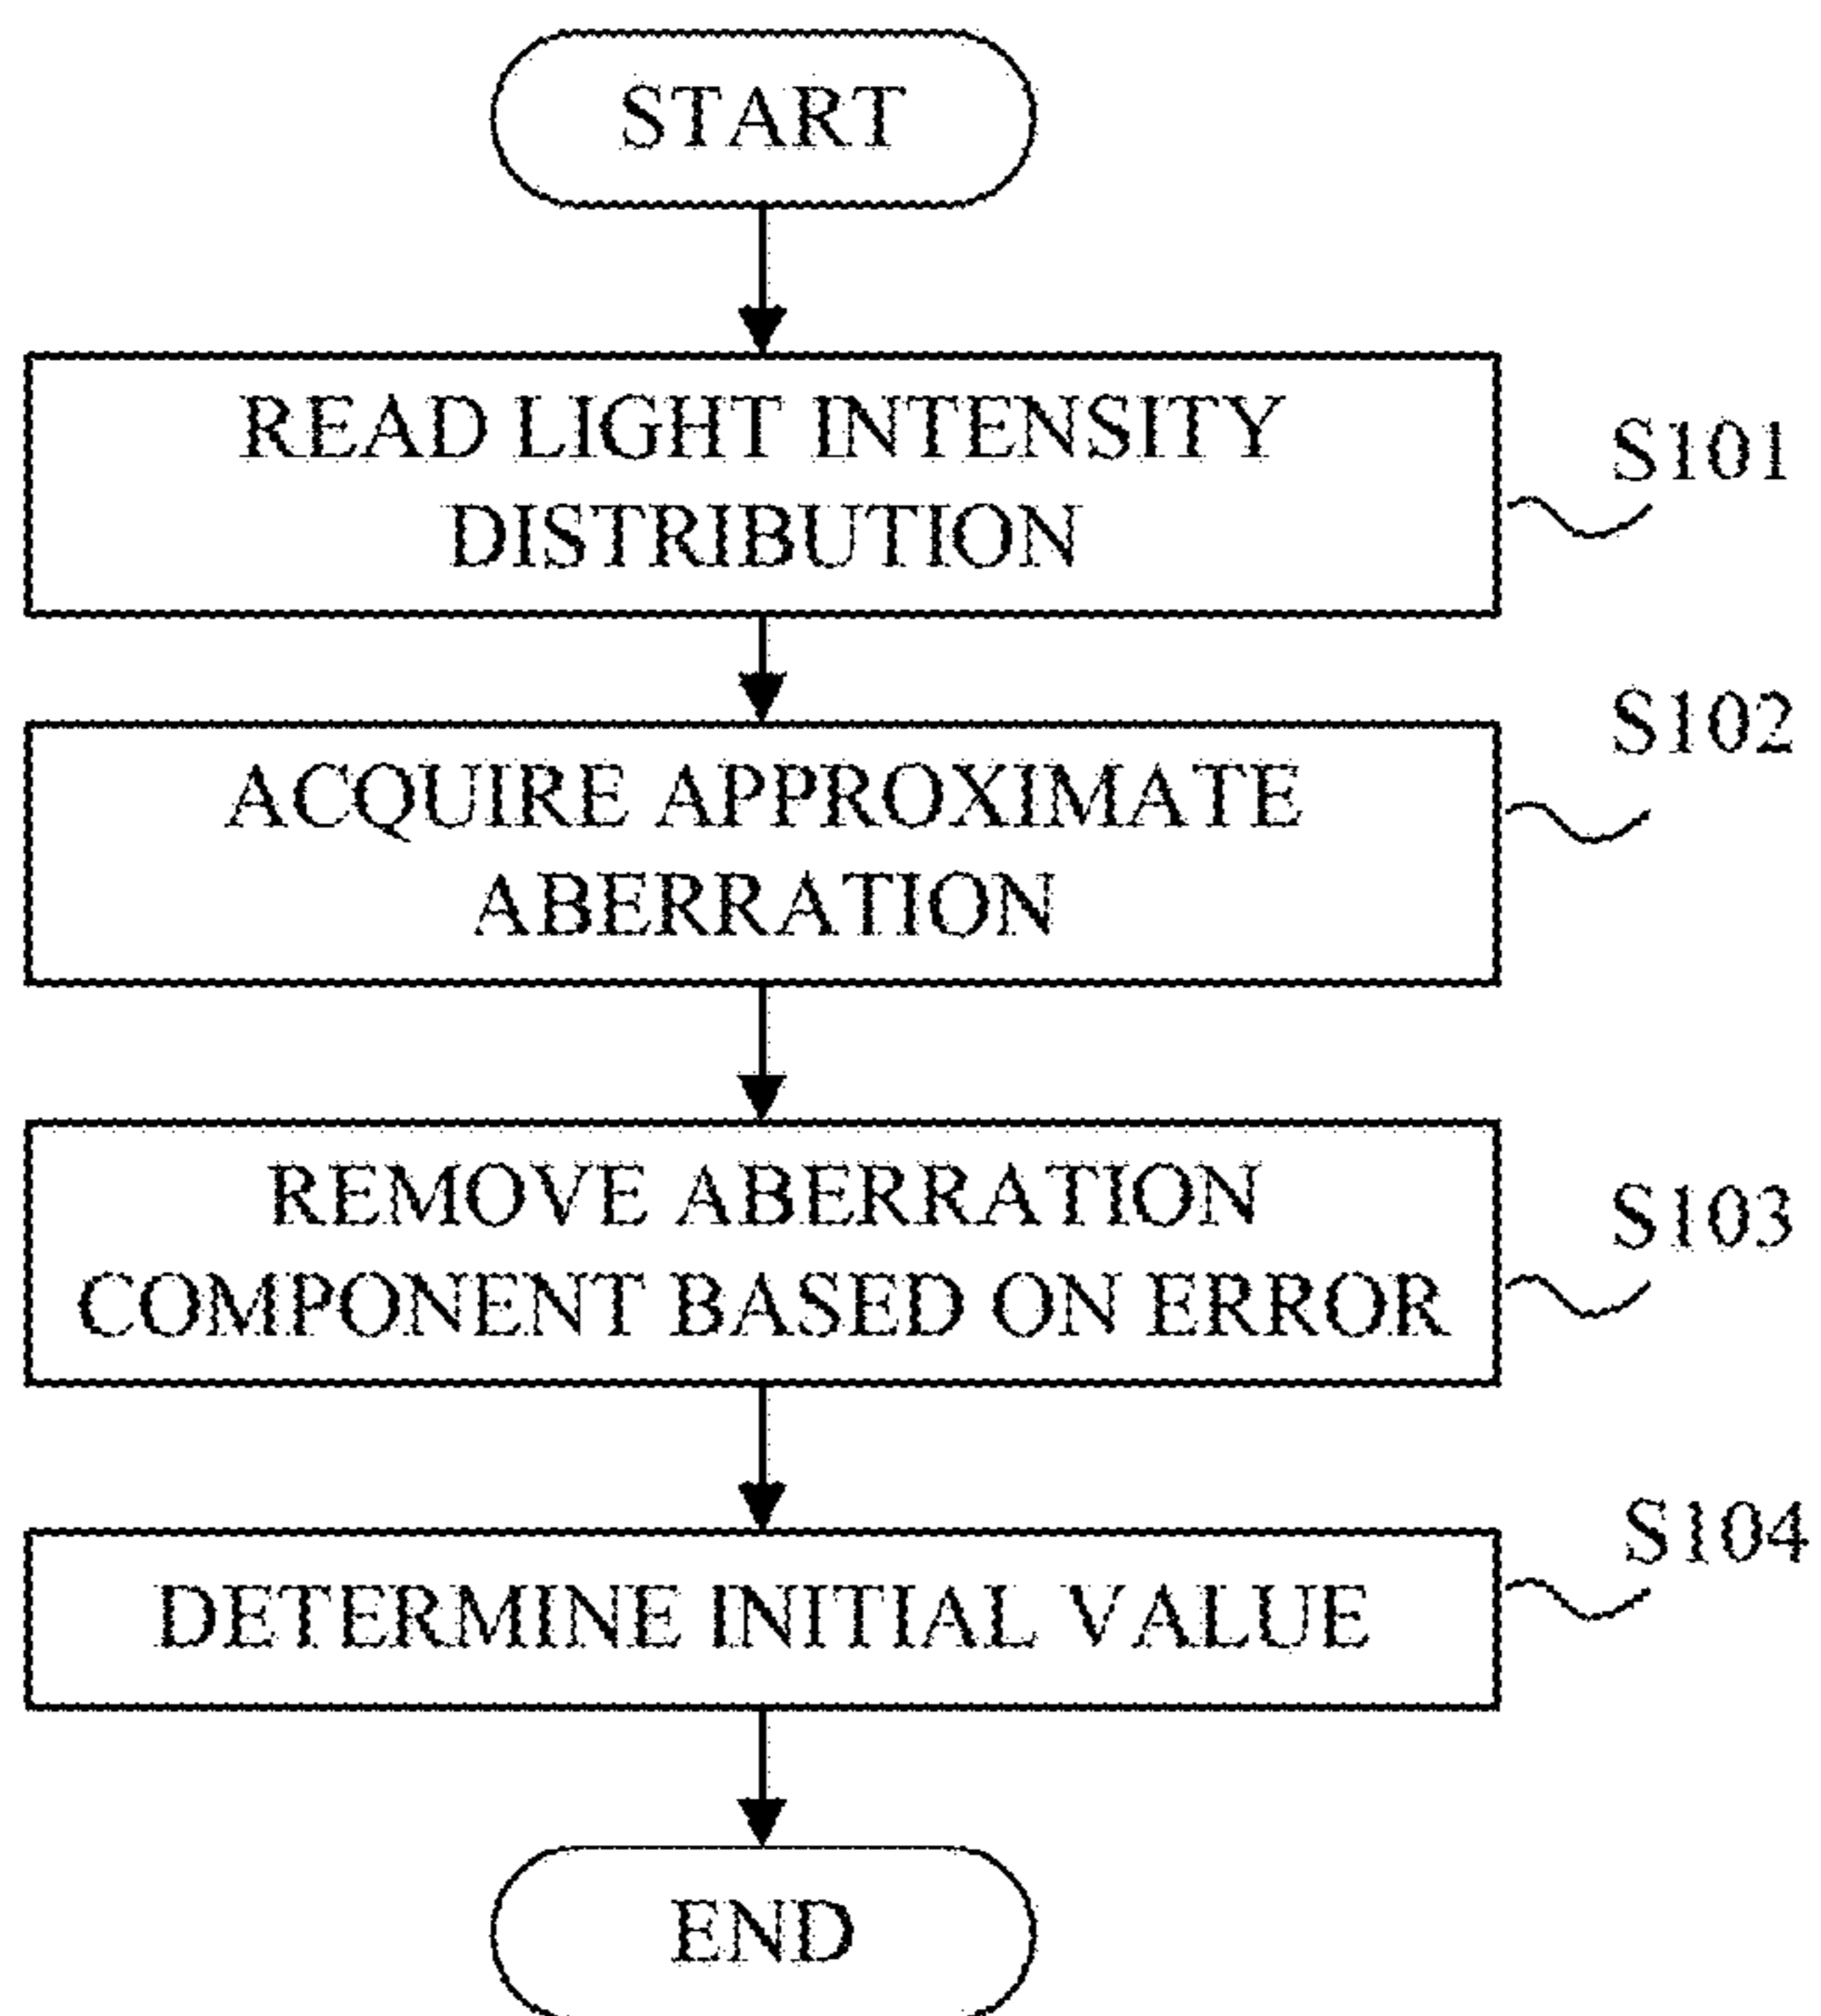 START
READ LIGHT INTENSITY
DISTRIBUTION
S101
ACQUIRE APPROXIMATE
ABERRATION
S102
REMOVE ABERRATION
COMPONENT BASED ON ERROR
S103
DETERMINE INITIAL VALUE
S104
END